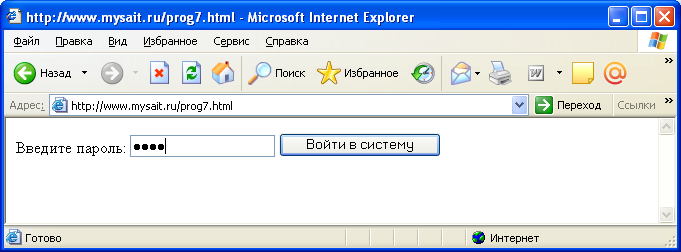 http://www.mysait.ru/prog7.html - Microsoft Internet Explorer
Файл Правка Вид Избранное Сервис Справка
Назад Поиск Избранное
Адрес: http://www.mysait.ru/prog7.html Переход Ссылки
Введите пароль: ●●●● Войти в систему
Готово Интернет